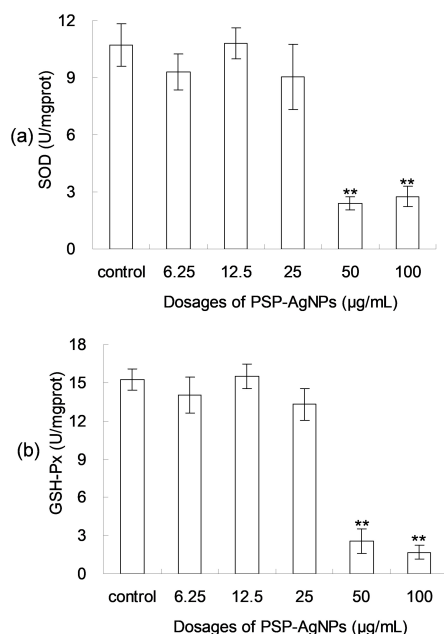 (a)
SOD (U/mgprot)
12
9
6
3
0
**
**
control 6.25 12.5 25 50 100
Dosages of PSP-AgNPs (µg/mL)
(b)
GSH-Px (U/mgprot)
18
15
12
9
6
3
0
**
**
control 6.25 12.5 25 50 100
Dosages of PSP-AgNPs (µg/mL)